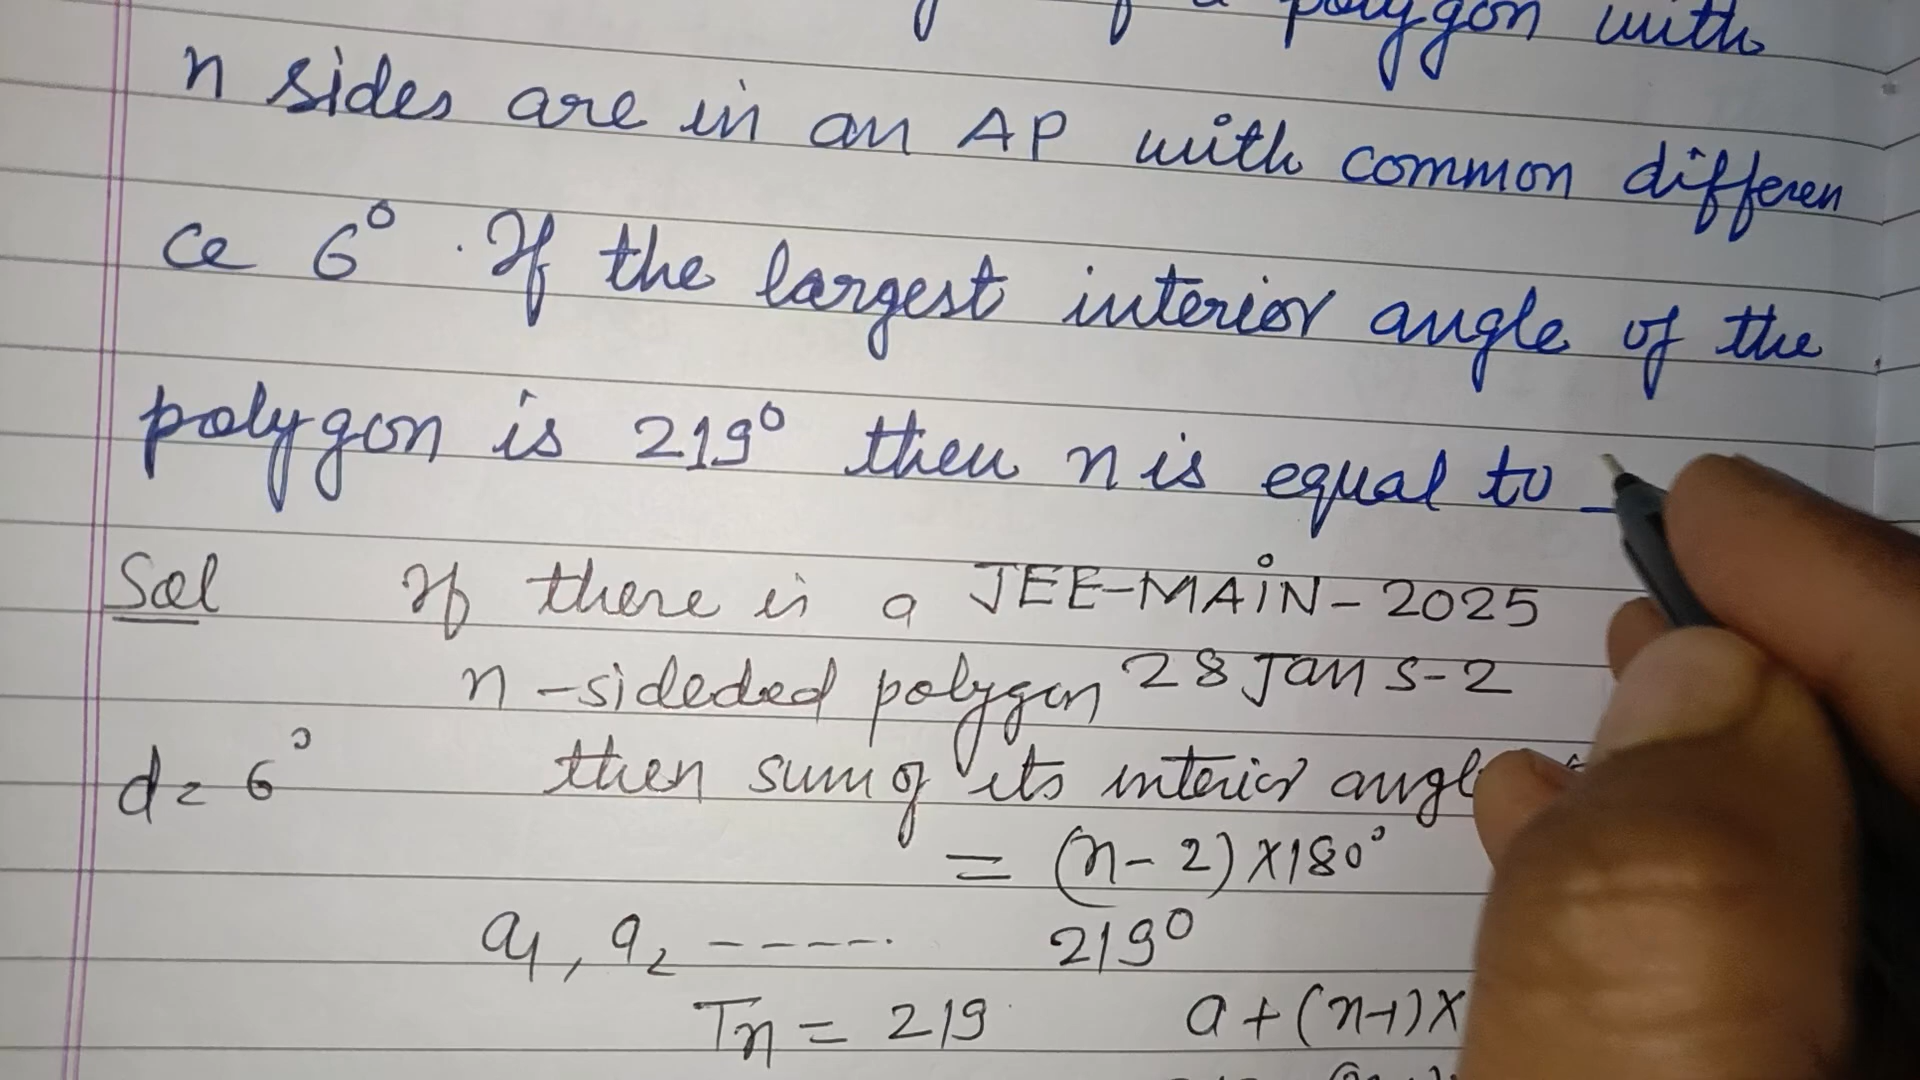 polygon with
n sides are in an AP with common differen
ce 6° . If the largest interior angle of the
polygon is 219° then n is equal to _
Sol If there is a JEE-MAIN-2025
n-sideded polygon 28 Jan S-2
d = 6° then sum of its interior angl
= (n-2)×180°
a1, a2 ------ 219°
Tn = 219 a+(n-1)×